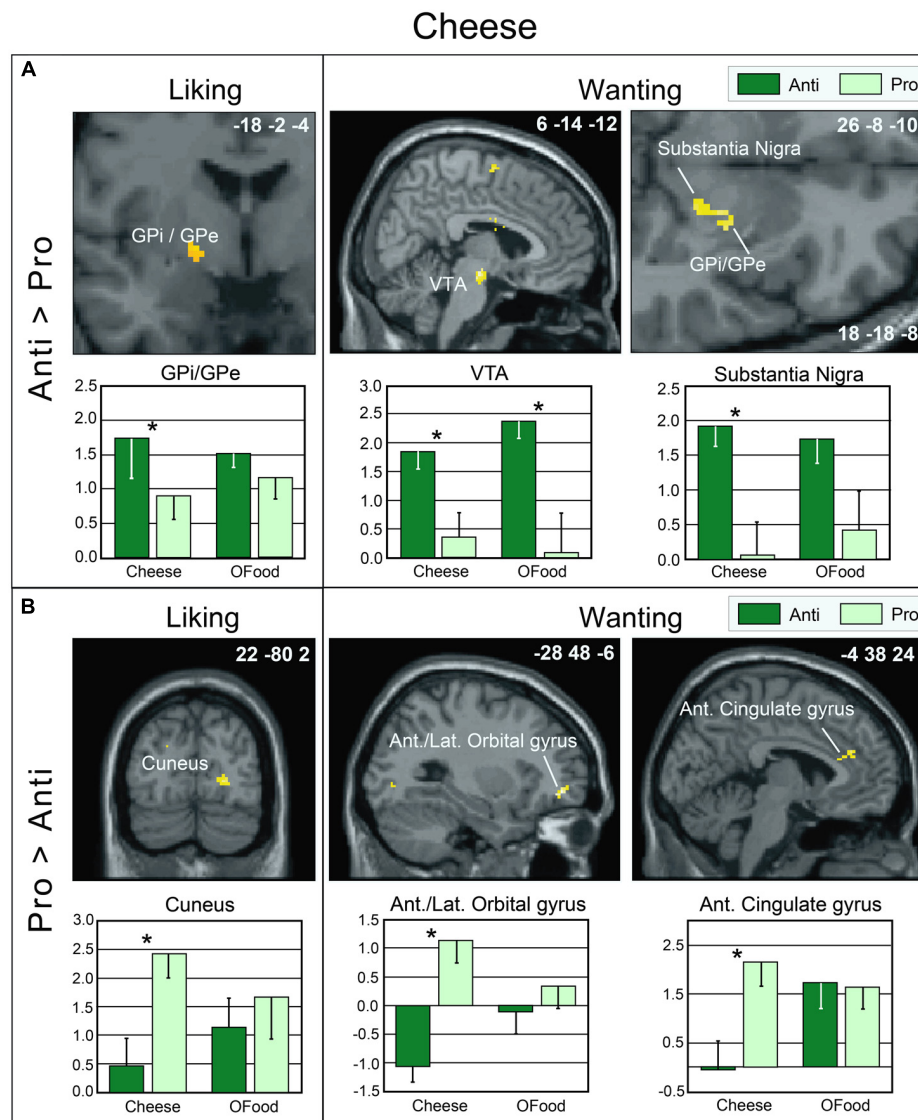 Cheese
A
Liking
Wanting
Anti
Pro
Anti > Pro
-18 -2 -4
GPi / GPe
6 -14 -12
VTA
26 -8 -10
Substantia Nigra
GPi/GPe
18 -18 -8
GPi/GPe
2.5
2.0
1.5
1.0
0.5
0.0
*
Cheese OFood
VTA
3.0
2.5
2.0
1.5
1.0
0.5
0.0
* *
Cheese OFood
Substantia Nigra
2.5
2.0
1.5
1.0
0.5
0.0
*
Cheese OFood
B
Liking
Wanting
Anti
Pro
Pro > Anti
22 -80 2
Cuneus
-28 48 -6
Ant./Lat. Orbital gyrus
-4 38 24
Ant. Cingulate gyrus
Cuneus
3.0
2.5
2.0
1.5
1.0
0.5
0.0
*
Cheese OFood
Ant./Lat. Orbital gyrus
1.5
1.0
0.5
0.0
-0.5
-1.0
-1.5
*
Cheese OFood
Ant. Cingulate gyrus
2.5
1.5
0.5
-0.5
*
Cheese OFood